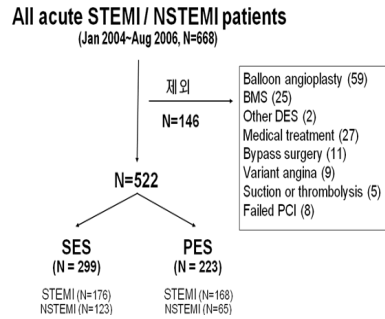 All acute STEMI / NSTEMI patients
(Jan 2004~Aug 2006, N=668)
제외
N=146
Balloon angioplasty (59)
BMS (25)
Other DES (2)
Medical treatment (27)
Bypass surgery (11)
Variant angina (9)
Suction or thrombolysis (5)
Failed PCI (8)
N=522
SES
(N = 299)
STEMI (N=176)
NSTEMI (N=123)
PES
(N = 223)
STEMI (N=168)
NSTEMI (N=65)